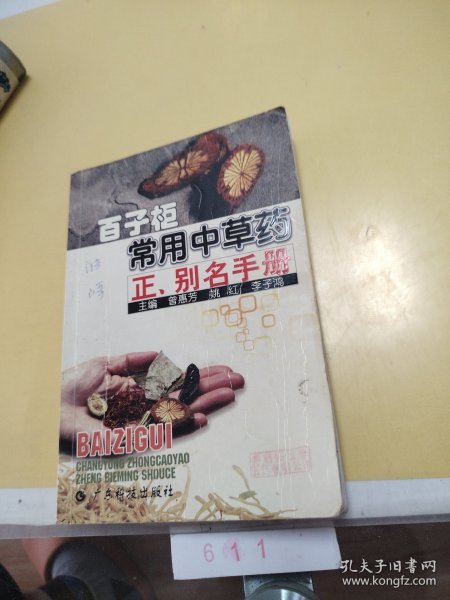 百子柜
常用中草药
正、别名手册
主编 曾惠芳 姚红 李子鸿
BAIZIGUI
CHANGYONG ZHONGCAOYAO
ZHENG BIEMING SHOUCE
广东科技出版社
611
孔夫子旧书网
www.kongfz.com